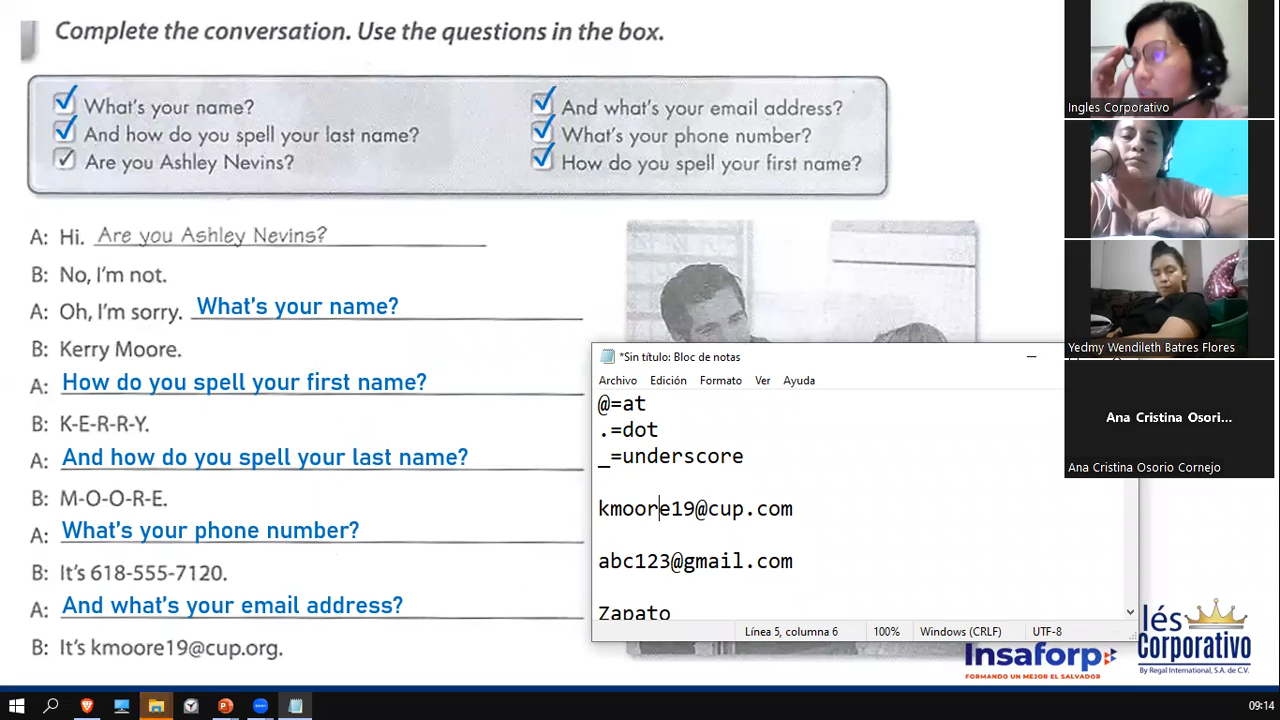 Complete the conversation. Use the questions in the box.
What's your name?
And how do you spell your last name?
Are you Ashley Nevins?
And what's your email address?
What's your phone number?
How do you spell your first name?
A: Hi. Are you Ashley Nevins?
B: No, I'm not.
A: Oh, I'm sorry. What's your name?
B: Kerry Moore.
A: How do you spell your first name?
B: K-E-R-R-Y.
A: And how do you spell your last name?
B: M-O-O-R-E.
A: What's your phone number?
B: It's 618-555-7120.
A: And what's your email address?
B: It's kmoore19@cup.org.
*Sin título: Bloc de notas
Archivo Edición Formato Ver Ayuda
@=at
.=dot
_=underscore
kmoore19@cup.com
abc123@gmail.com
Zapato
Línea 5, columna 6 100% Windows (CRLF) UTF-8
Ingles Corporativo
Yedmy Wendileth Batres Flores
Ana Cristina Osori...
Ana Cristina Osorio Cornejo
Insaforp
FORMANDO UN MEJOR EL SALVADOR
lés
Corporativo
By Regal International, S.A. de C.V.
09:14